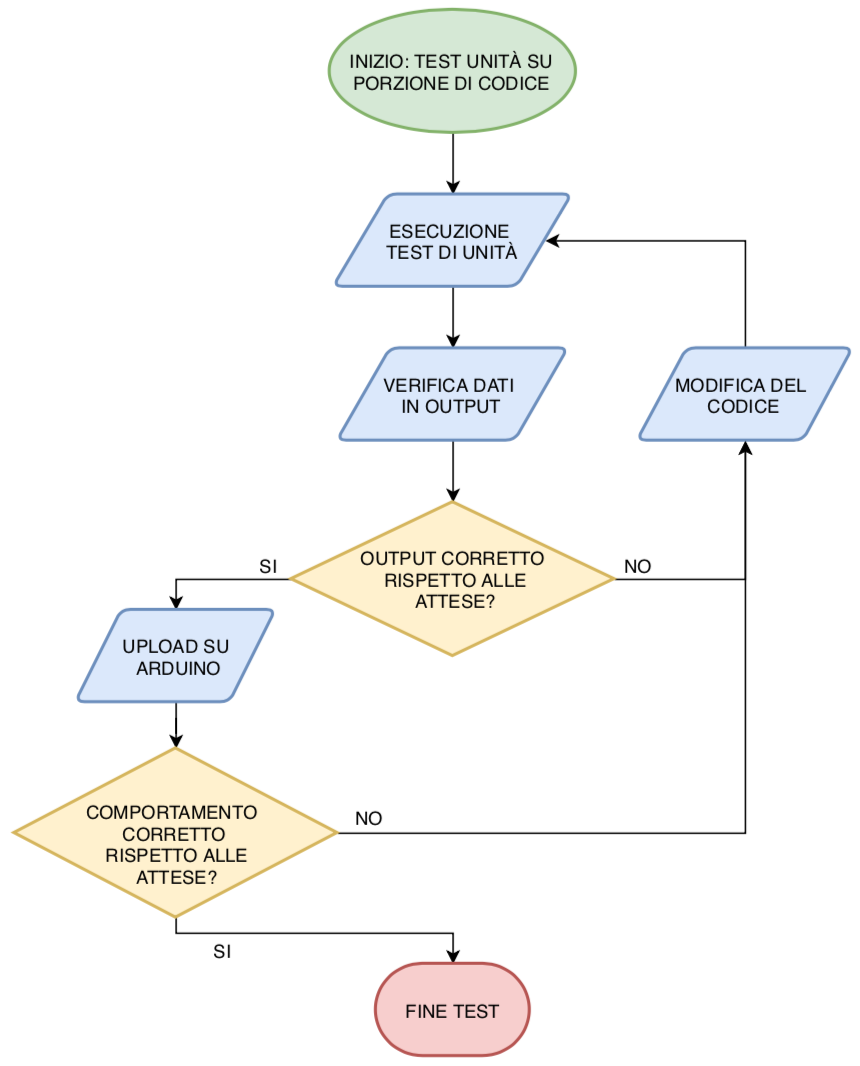 INIZIO: TEST UNITÀ SU
PORZIONE DI CODICE
ESECUZIONE
TEST DI UNITÀ
VERIFICA DATI
IN OUTPUT
MODIFICA DEL
CODICE
OUTPUT CORRETTO
RISPETTO ALLE
ATTESE?
SI
NO
UPLOAD SU
ARDUINO
COMPORTAMENTO
CORRETTO
RISPETTO ALLE
ATTESE?
NO
SI
FINE TEST